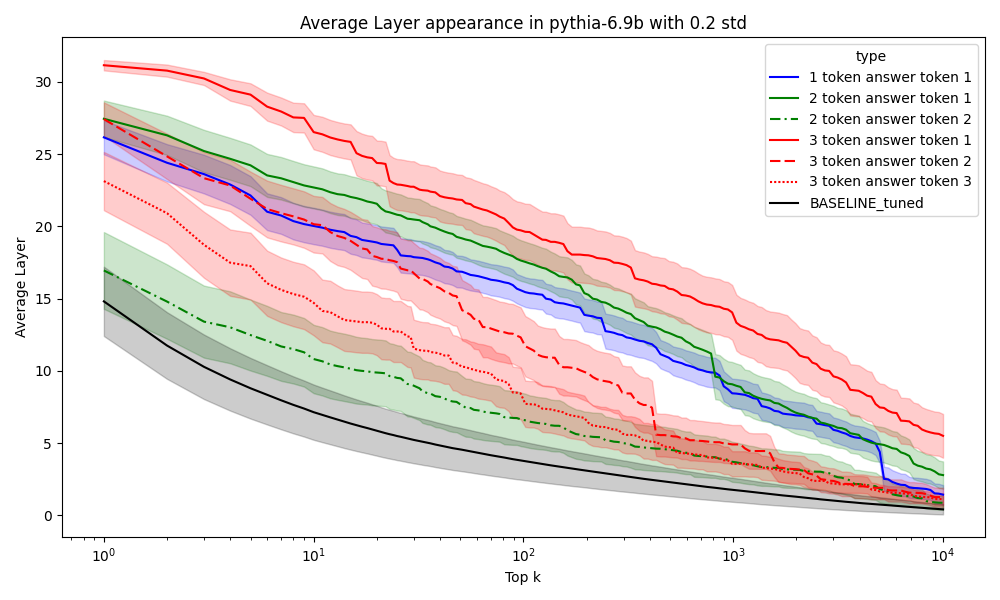 Average Layer appearance in pythia-6.9b with 0.2 std
type
1 token answer token 1
2 token answer token 1
2 token answer token 2
3 token answer token 1
3 token answer token 2
3 token answer token 3
BASELINE_tuned
Average Layer
30
25
20
15
10
5
0
10⁰ 10¹ 10² 10³ 10⁴
Top k